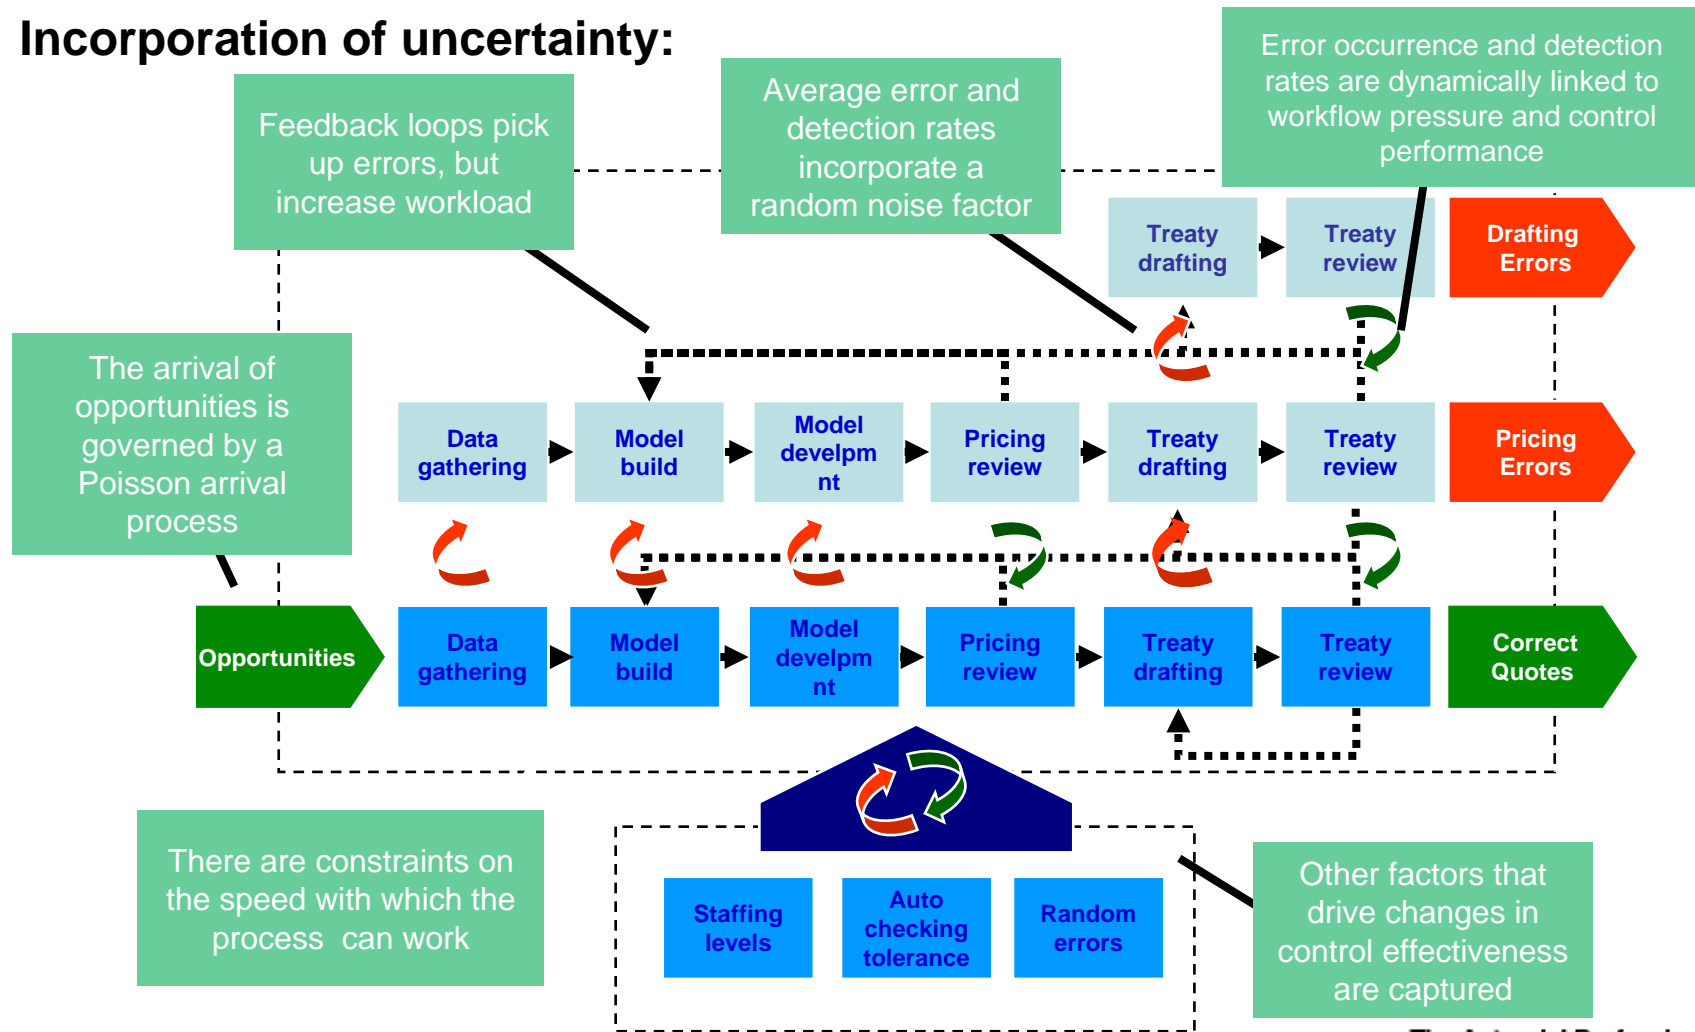 Incorporation of uncertainty:
Error occurrence and detection
rates are dynamically linked to
workflow pressure and control
performance
Average error and
detection rates
incorporate a
random noise factor
Feedback loops pick
up errors, but
increase workload
Treaty
drafting
Treaty
review
Drafting
Errors
The arrival of
opportunities is
governed by a
Poisson arrival
process
Data
gathering
Model
build
Model
develpm
nt
Pricing
review
Treaty
drafting
Treaty
review
Pricing
Errors
Opportunities
Data
gathering
Model
build
Model
develpm
nt
Pricing
review
Treaty
drafting
Treaty
review
Correct
Quotes
There are constraints on
the speed with which the
process can work
Staffing
levels
Auto
checking
tolerance
Random
errors
Other factors that
drive changes in
control effectiveness
are captured